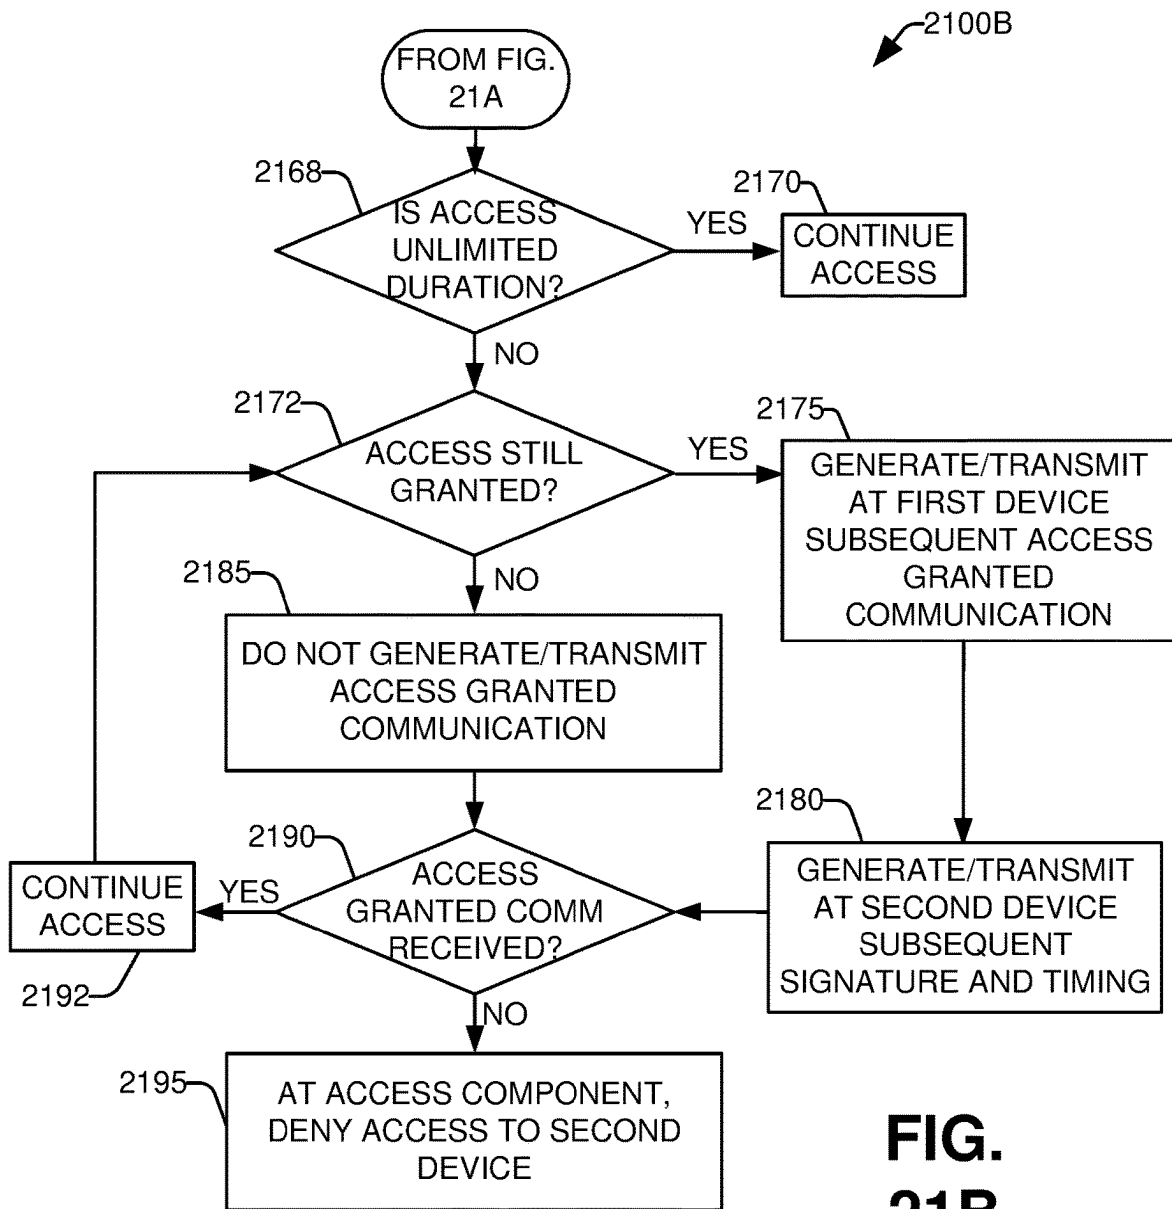 2100B
FROM FIG.
21A
2168
IS ACCESS
UNLIMITED
DURATION?
YES
2170
CONTINUE
ACCESS
NO
2172
ACCESS STILL
GRANTED?
YES
2175
GENERATE/TRANSMIT
AT FIRST DEVICE
SUBSEQUENT ACCESS
GRANTED
COMMUNICATION
NO
2185
DO NOT GENERATE/TRANSMIT
ACCESS GRANTED
COMMUNICATION
2180
GENERATE/TRANSMIT
AT SECOND DEVICE
SUBSEQUENT
SIGNATURE AND TIMING
2190
ACCESS
GRANTED COMM
RECEIVED?
YES
CONTINUE
ACCESS
2192
NO
2195
AT ACCESS COMPONENT,
DENY ACCESS TO SECOND
DEVICE
FIG.
21B